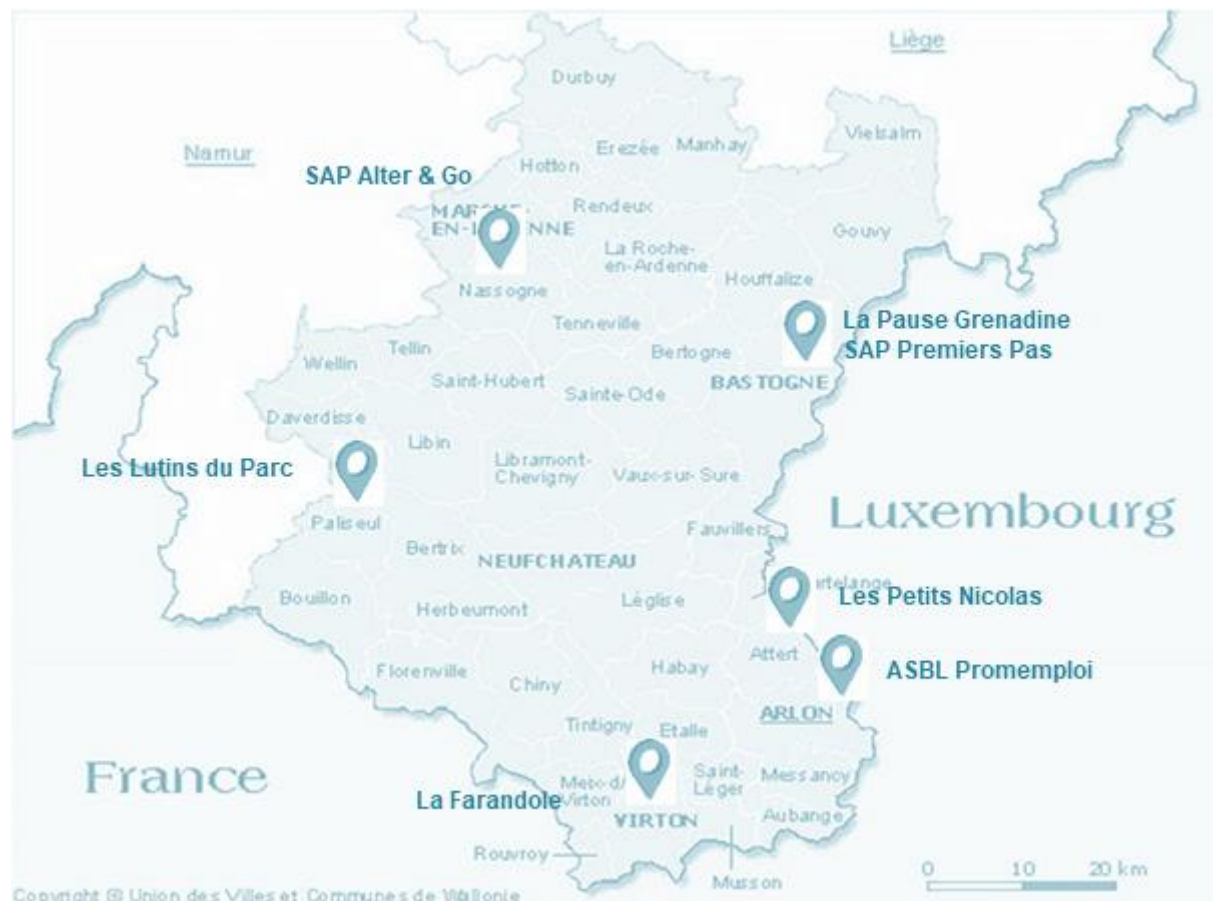 Liège
Durbuy
Vielsalm
Erezée
Manhay
Namur
Hotton
SAP Alter & Go
Rendeux
Gouvy
La Roche-
en-Ardenne
Houffalize
Nassogne
La Pause Grenadine
Tenneville
SAP Premiers Pas
Bertogne
Tellin
Wellin
Saint-Hubert
BASTOGNE
Sainte-Ode
Daverdisse
Libin
Libramont-
Chevigny
Les Lutins du Parc
Vaux-sur-Sure
Luxembourg
Paliseul
Fauvillers
Bertrix
NEUFCHATEAU
Les Petits Nicolas
Bouillon
Herbeumont
Léglise
Attert
Habay
ASBL Promemploi
Florenville
Chiny
ARLON
Tintigny
Etalle
France
Saint-
Léger
Messancy
La Farandole
Virton
VIRTON
Aubange
Rouvroy
Musson
0 10 20 km
Copyright © Union des Villes et Communes de Wallonie